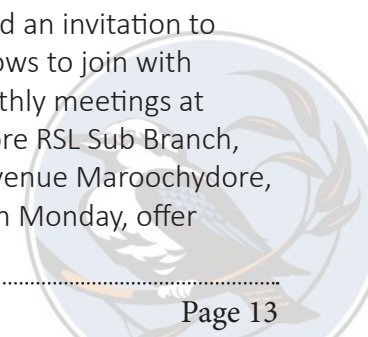 d an invitation to
ows to join with
thly meetings at
ore RSL Sub Branch,
venue Maroochydore,
n Monday, offer
Page 13